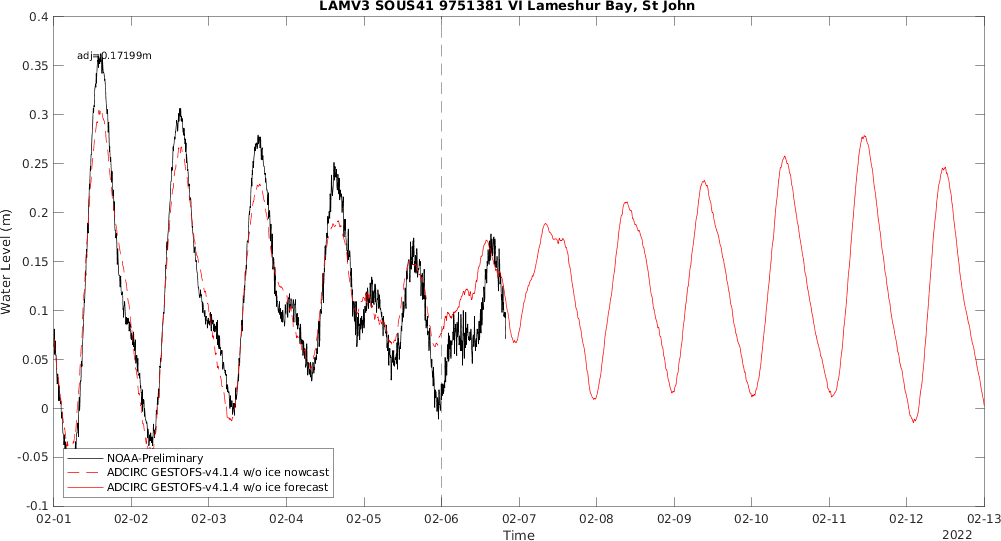 LAMV3 SOUS41 9751381 VI Lameshur Bay, St John
adj=0.17199m
0.4
0.35
0.3
0.25
0.2
0.15
0.1
0.05
0
-0.05
-0.1
Water Level (m)
NOAA-Preliminary
ADCIRC GESTOFS-v4.1.4 w/o ice nowcast
ADCIRC GESTOFS-v4.1.4 w/o ice forecast
02-01 02-02 02-03 02-04 02-05 02-06 02-07 02-08 02-09 02-10 02-11 02-12 02-13
Time
2022